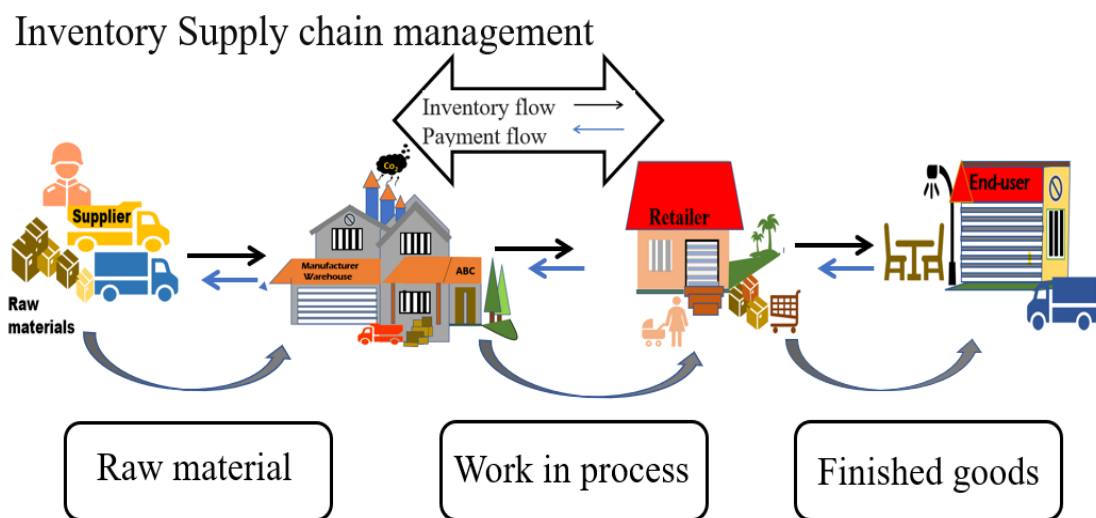 Inventory Supply chain management
Inventory flow
Payment flow
Co2
Supplier
Raw
materials
Manufacturer
Warehouse
ABC
Retailer
End-user
Raw material
Work in process
Finished goods